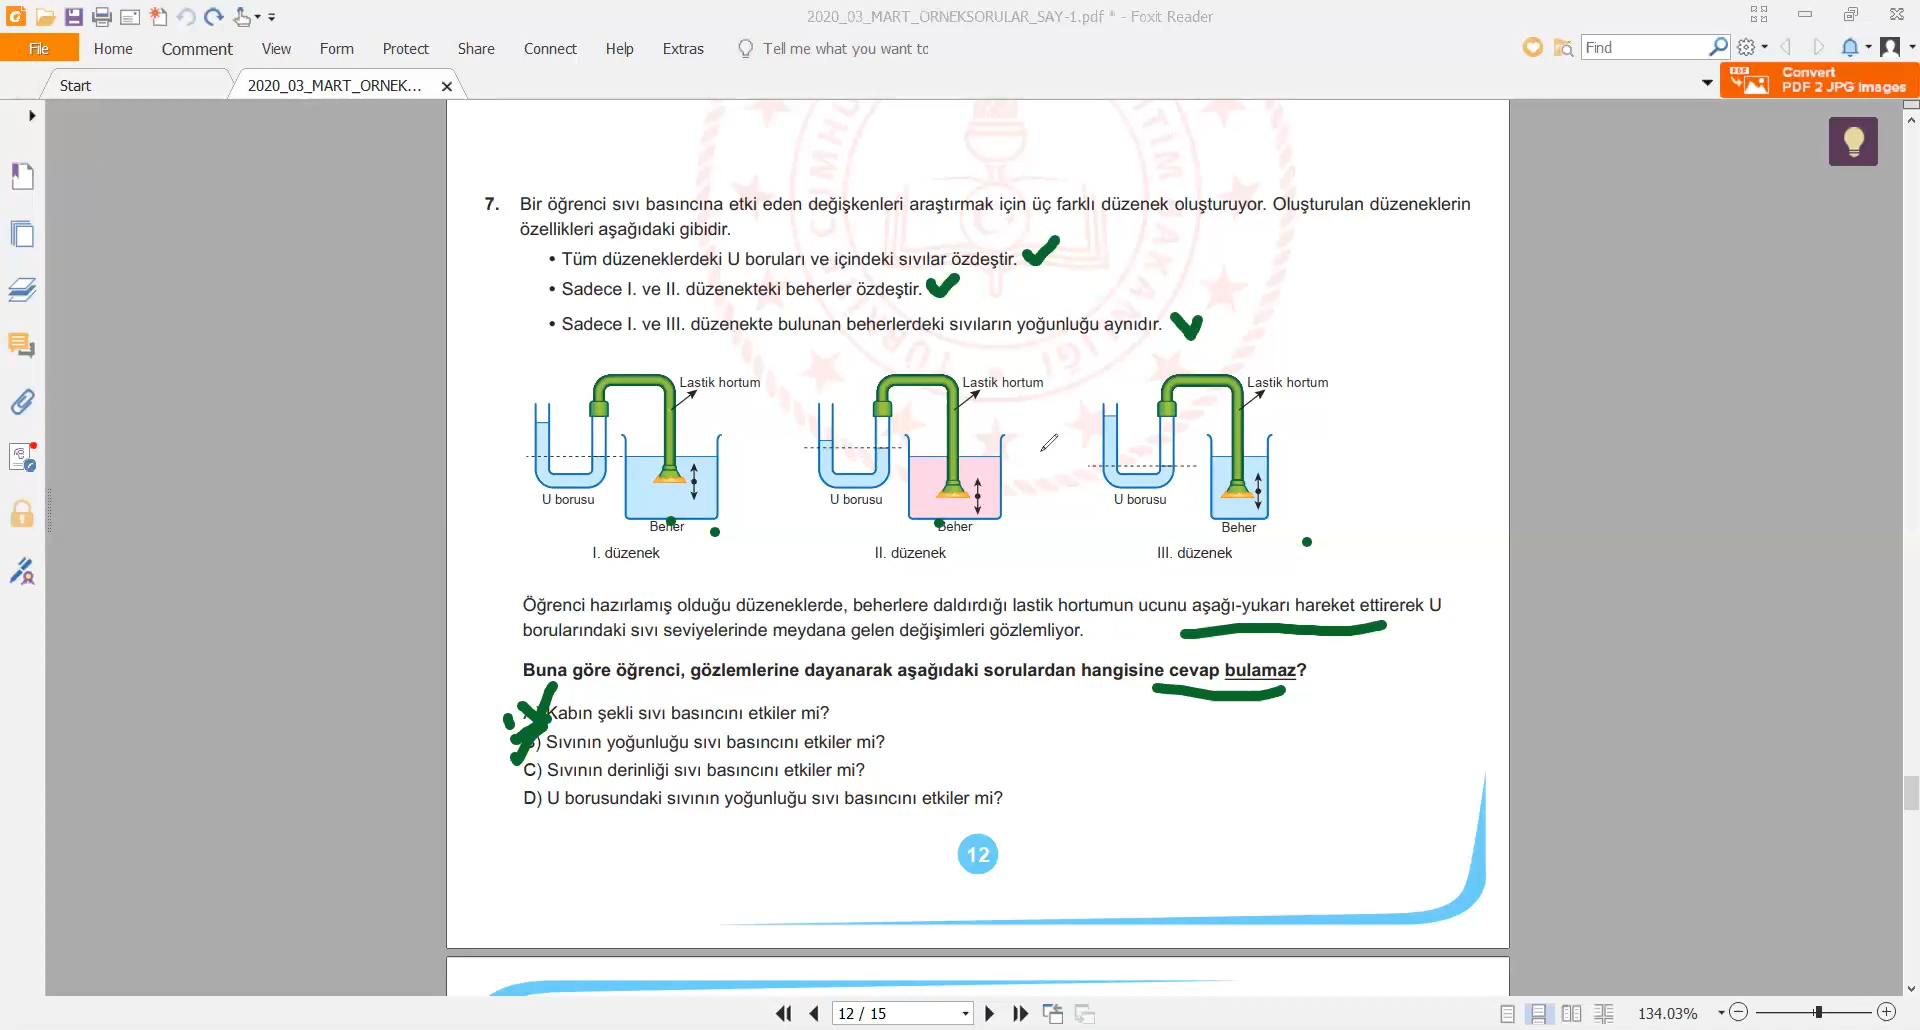 2020_03_MART_ORNEKSORULAR_SAY-1.pdf * - Foxit Reader
File Home Comment View Form Protect Share Connect Help Extras Tell me what you want to Find
Start 2020_03_MART_ORNEK...
Convert
PDF 2 JPG Images
7. Bir öğrenci sıvı basıncına etki eden değişkenleri araştırmak için üç farklı düzenek oluşturuyor. Oluşturulan düzeneklerin
özellikleri aşağıdaki gibidir.
• Tüm düzeneklerdeki U boruları ve içindeki sıvılar özdeştir.
• Sadece I. ve II. düzenekteki beherler özdeştir.
• Sadece I. ve III. düzenekte bulunan beherlerdeki sıvıların yoğunluğu aynıdır.
Lastik hortum Lastik hortum Lastik hortum
U borusu U borusu U borusu
Beher Beher Beher
I. düzenek II. düzenek III. düzenek
Öğrenci hazırlamış olduğu düzeneklerde, beherlere daldırdığı lastik hortumun ucunu aşağı-yukarı hareket ettirerek U
borularındaki sıvı seviyelerinde meydana gelen değişimleri gözlemliyor.
Buna göre öğrenci, gözlemlerine dayanarak aşağıdaki sorulardan hangisine cevap bulamaz?
Kabın şekli sıvı basıncını etkiler mi?
) Sıvının yoğunluğu sıvı basıncını etkiler mi?
C) Sıvının derinliği sıvı basıncını etkiler mi?
D) U borusundaki sıvının yoğunluğu sıvı basıncını etkiler mi?
12
12 / 15
134.03%